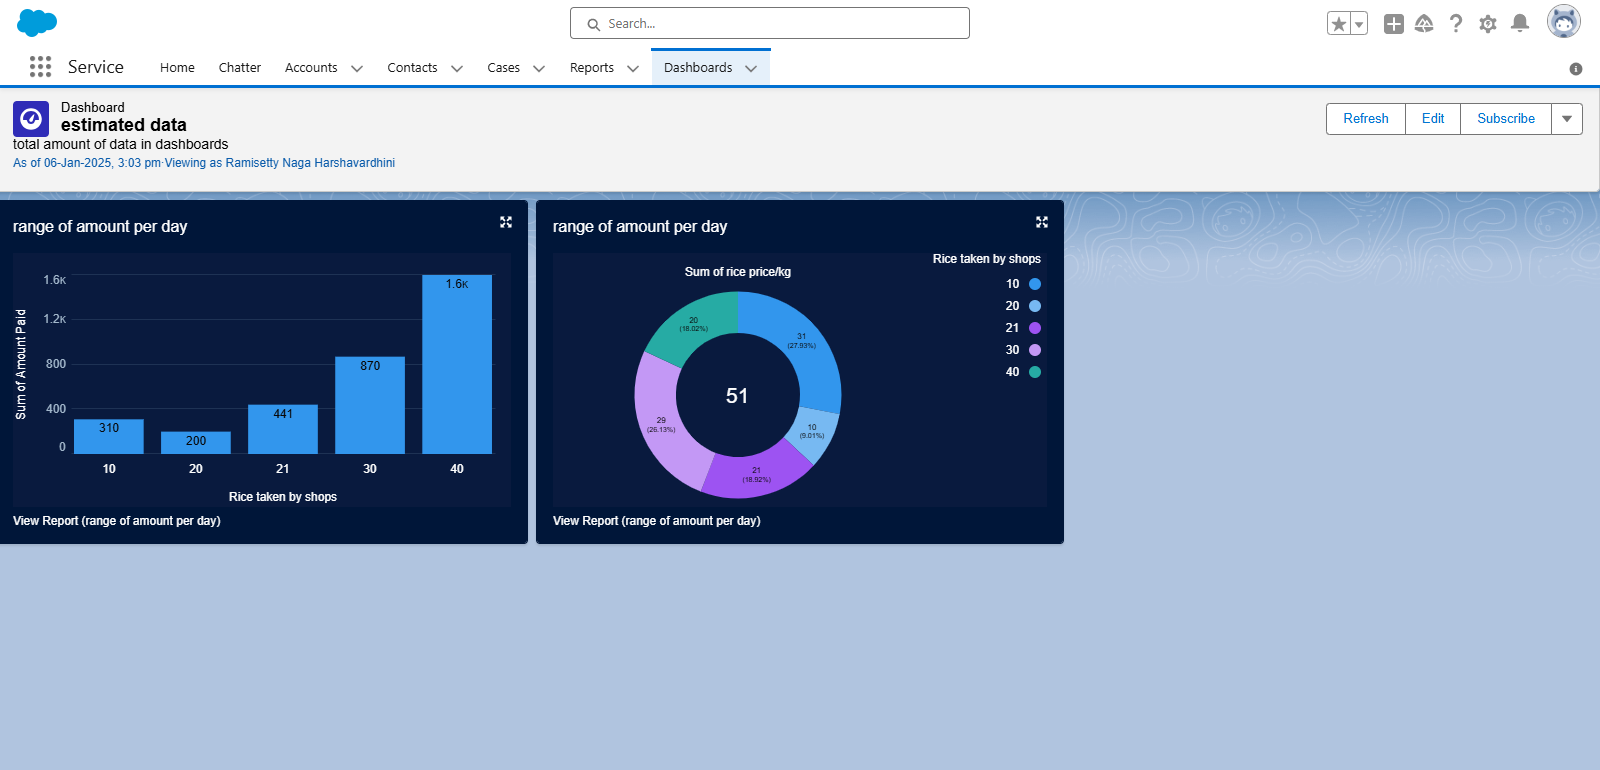 Search...
Service
Home
Chatter
Accounts
Contacts
Cases
Reports
Dashboards
Dashboard
estimated data
total amount of data in dashboards
As of 06-Jan-2025, 3:03 pm·Viewing as Ramisetty Naga Harshavardhini
Refresh
Edit
Subscribe
range of amount per day
Sum of Amount Paid
1.6K
1.2K
800
400
0
310
200
441
870
1.6K
10
20
21
30
40
Rice taken by shops
View Report (range of amount per day)
range of amount per day
Sum of rice price/kg
31
(27.93%)
10
(9.01%)
21
(18.92%)
29
(26.13%)
20
(18.02%)
51
Rice taken by shops
10
20
21
30
40
View Report (range of amount per day)